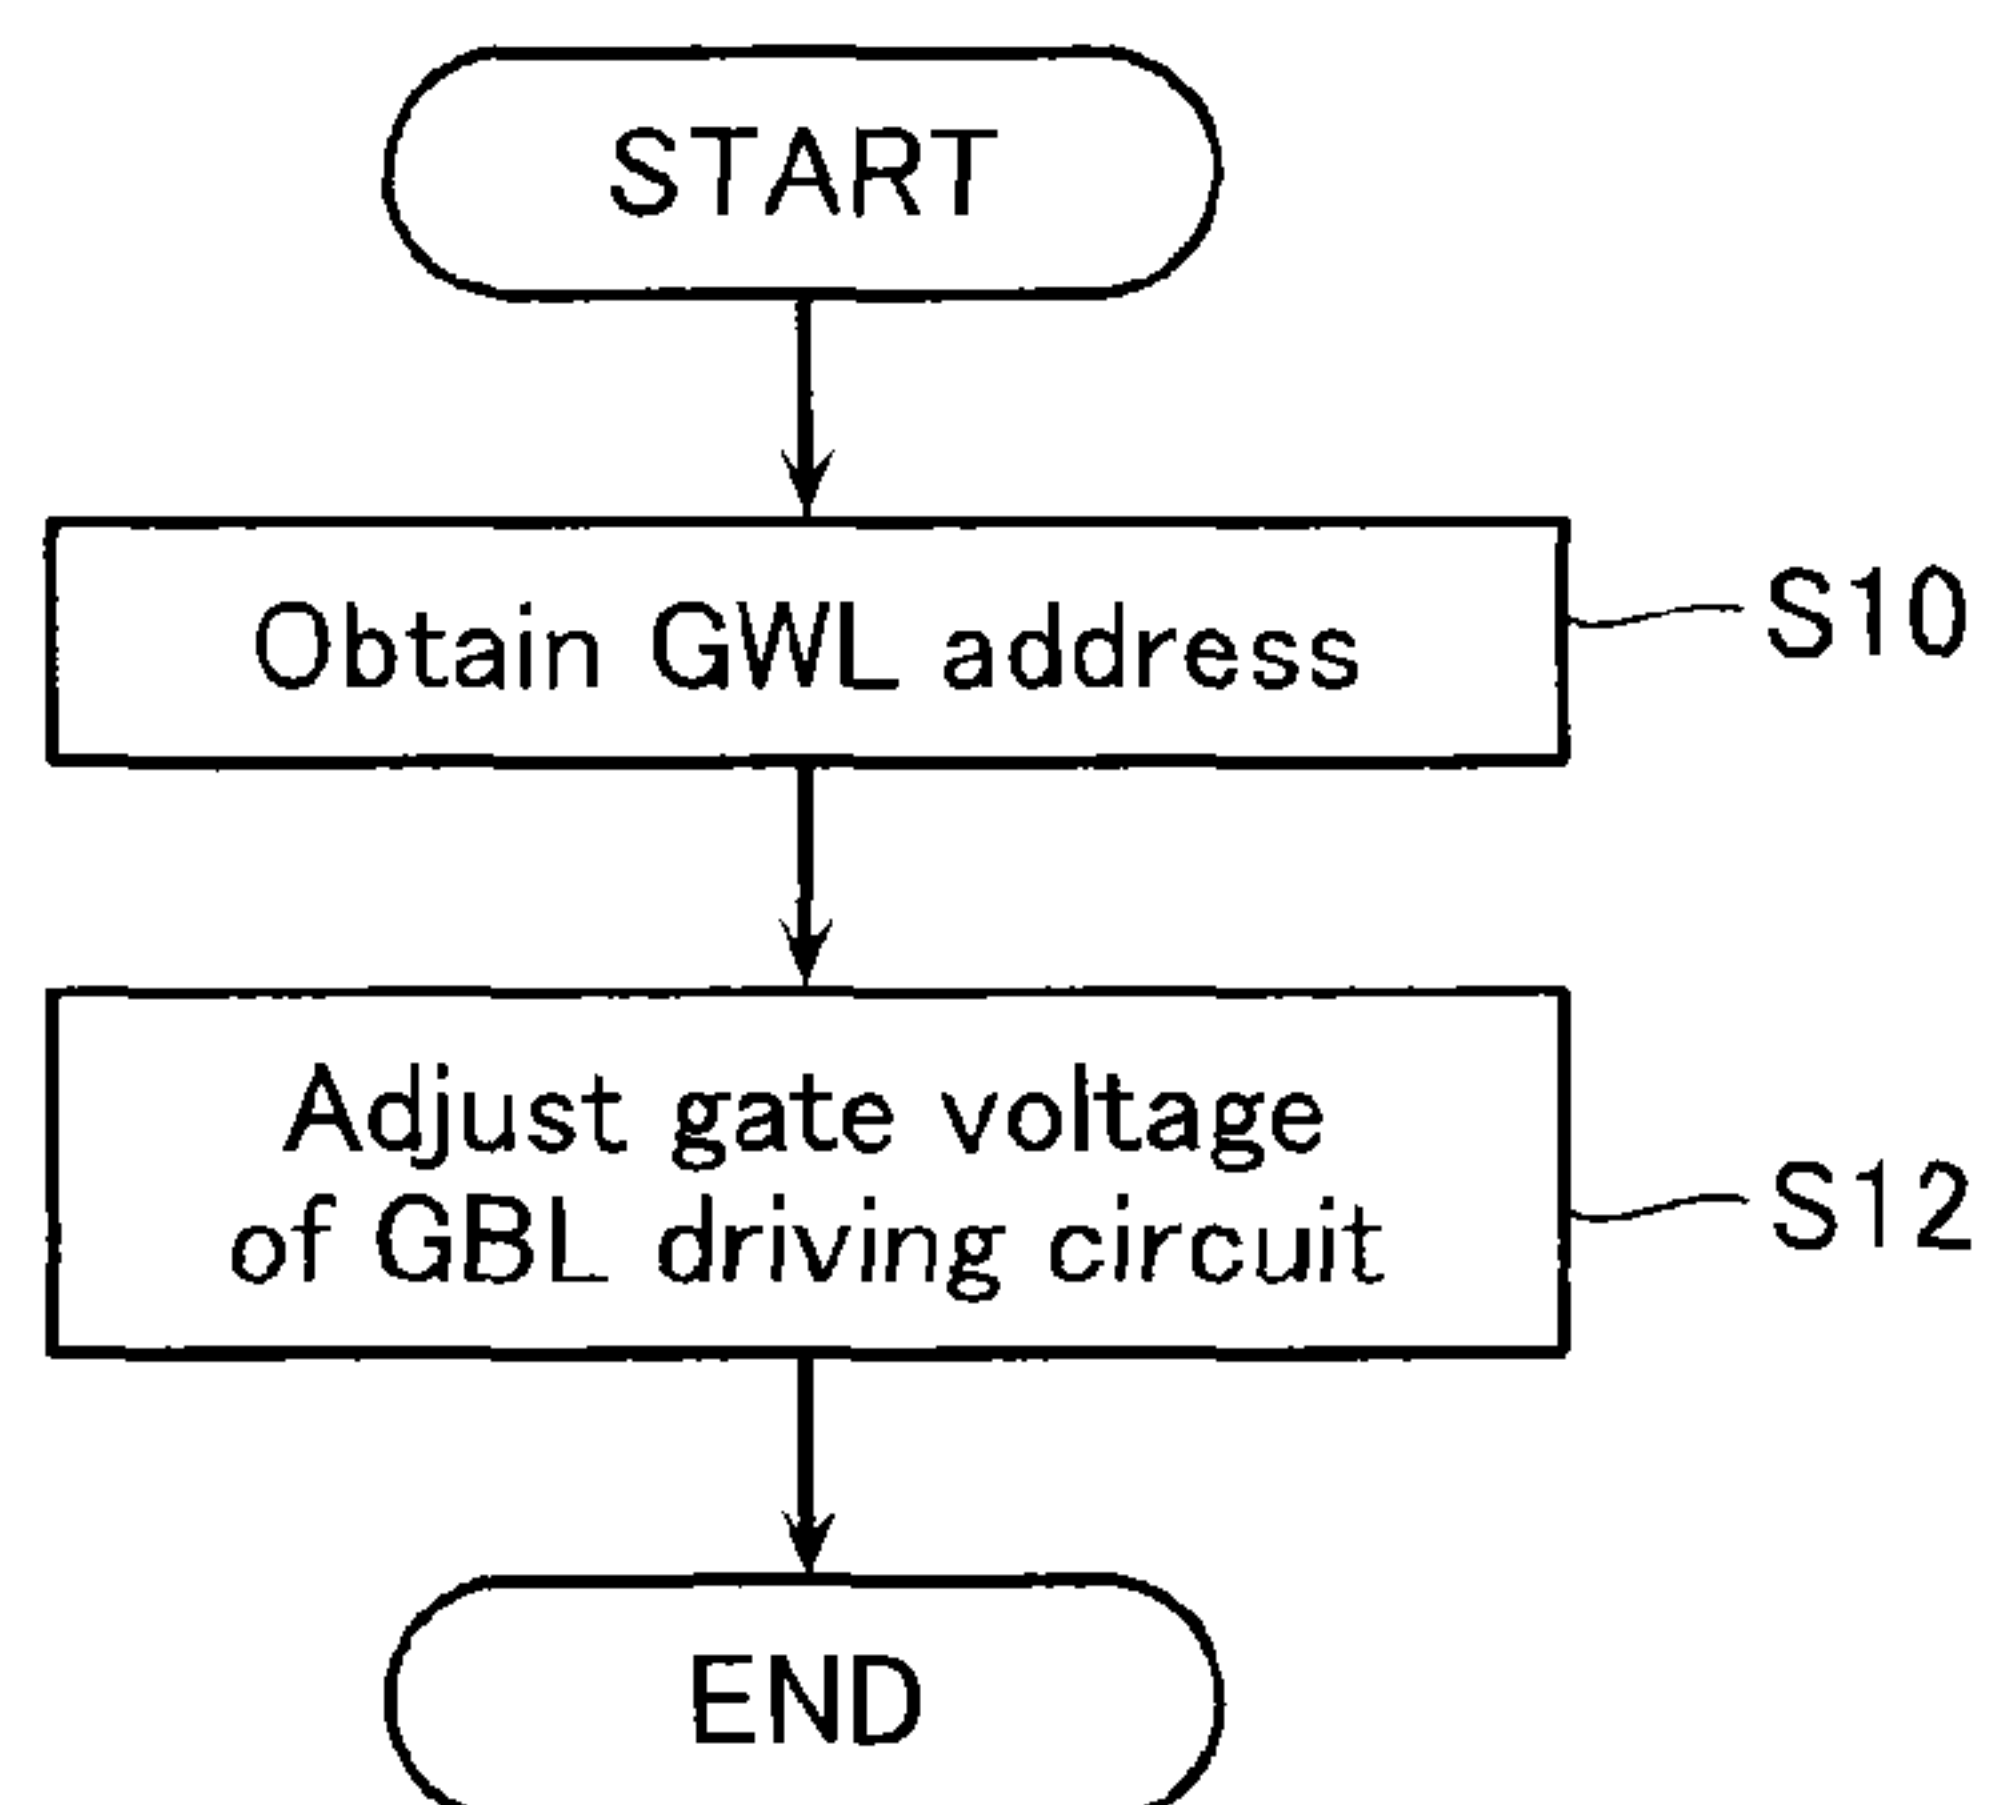 START
Obtain GWL address
S10
Adjust gate voltage
of GBL driving circuit
S12
END